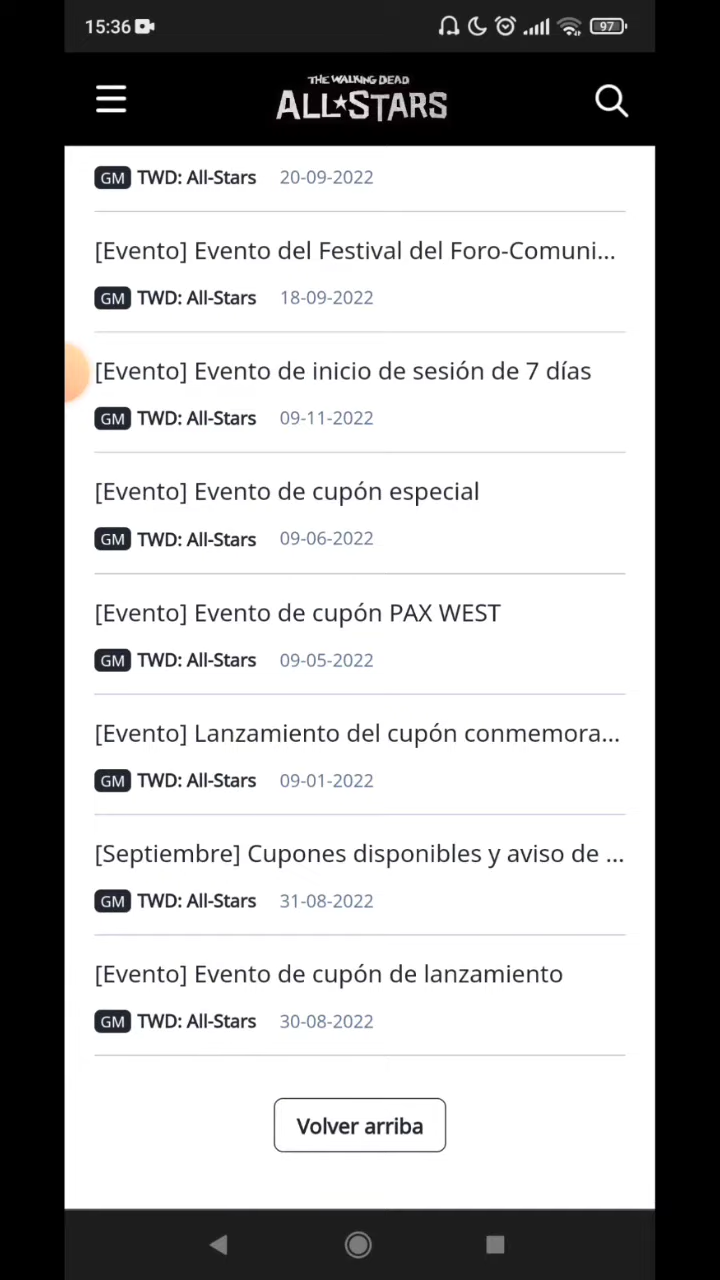 15:36
97
THE WALKING DEAD
ALL★STARS
GM TWD: All-Stars 20-09-2022
[Evento] Evento del Festival del Foro-Comuni...
GM TWD: All-Stars 18-09-2022
[Evento] Evento de inicio de sesión de 7 días
GM TWD: All-Stars 09-11-2022
[Evento] Evento de cupón especial
GM TWD: All-Stars 09-06-2022
[Evento] Evento de cupón PAX WEST
GM TWD: All-Stars 09-05-2022
[Evento] Lanzamiento del cupón conmemora...
GM TWD: All-Stars 09-01-2022
[Septiembre] Cupones disponibles y aviso de ...
GM TWD: All-Stars 31-08-2022
[Evento] Evento de cupón de lanzamiento
GM TWD: All-Stars 30-08-2022
Volver arriba